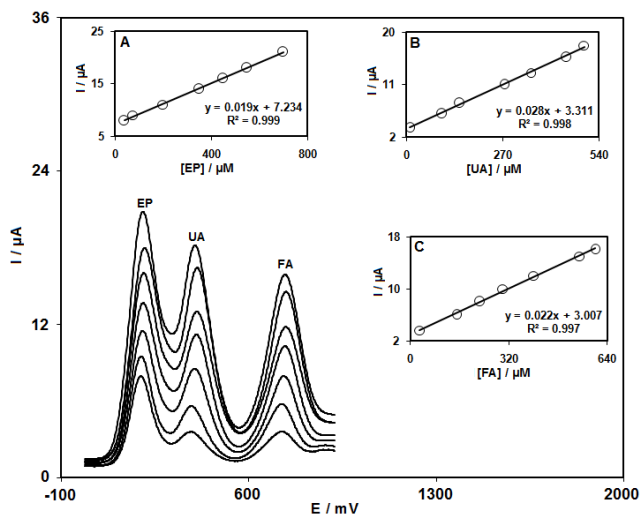 36
24
12
0
I / µA
-100
600
1300
2000
E / mV
EP
UA
FA
A
25
15
5
I / µA
0
400
800
[EP] / µM
y = 0.019x + 7.234
R² = 0.999
B
20
11
2
I / µA
0
270
540
[UA] / µM
y = 0.028x + 3.311
R² = 0.998
C
18
10
2
I / µA
0
320
640
[FA] / µM
y = 0.022x + 3.007
R² = 0.997